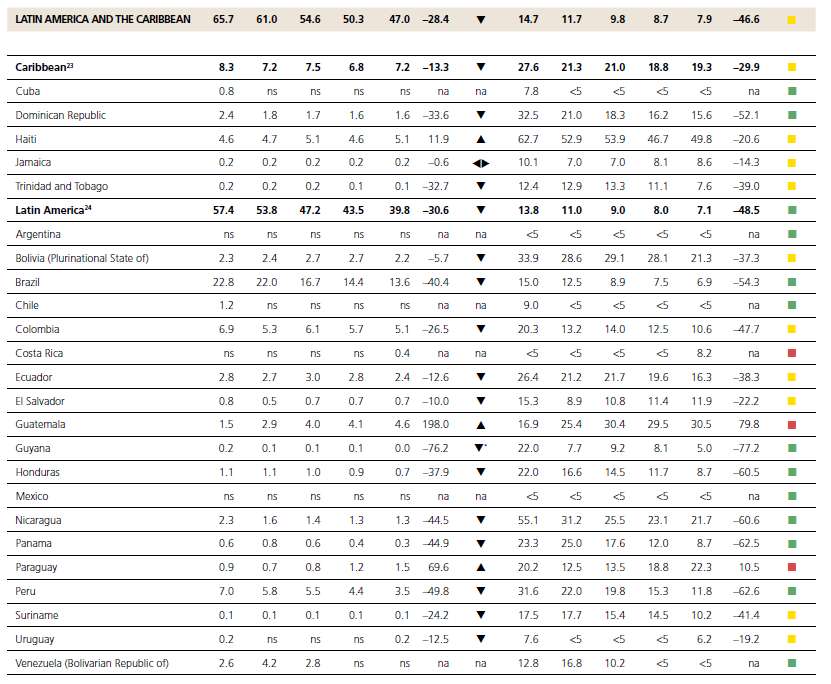 LATIN AMERICA AND THE CARIBBEAN 65.7 61.0 54.6 50.3 47.0 –28.4 ▼ 14.7 11.7 9.8 8.7 7.9 –46.6 ■
Caribbean²³ 8.3 7.2 7.5 6.8 7.2 –13.3 ▼ 27.6 21.3 21.0 18.8 19.3 –29.9 ■
Cuba 0.8 ns ns ns ns na na 7.8 <5 <5 <5 <5 na ■
Dominican Republic 2.4 1.8 1.7 1.6 1.6 –33.6 ▼ 32.5 21.0 18.3 16.2 15.6 –52.1 ■
Haiti 4.6 4.7 5.1 4.6 5.1 11.9 ▲ 62.7 52.9 53.9 46.7 49.8 –20.6 ■
Jamaica 0.2 0.2 0.2 0.2 0.2 –0.6 ◀▶ 10.1 7.0 7.0 8.1 8.6 –14.3 ■
Trinidad and Tobago 0.2 0.2 0.2 0.1 0.1 –32.7 ▼ 12.4 12.9 13.3 11.1 7.6 –39.0 ■
Latin America²⁴ 57.4 53.8 47.2 43.5 39.8 –30.6 ▼ 13.8 11.0 9.0 8.0 7.1 –48.5 ■
Argentina ns ns ns ns ns na na <5 <5 <5 <5 <5 na ■
Bolivia (Plurinational State of) 2.3 2.4 2.7 2.7 2.2 –5.7 ▼ 33.9 28.6 29.1 28.1 21.3 –37.3 ■
Brazil 22.8 22.0 16.7 14.4 13.6 –40.4 ▼ 15.0 12.5 8.9 7.5 6.9 –54.3 ■
Chile 1.2 ns ns ns ns na na 9.0 <5 <5 <5 <5 na ■
Colombia 6.9 5.3 6.1 5.7 5.1 –26.5 ▼ 20.3 13.2 14.0 12.5 10.6 –47.7 ■
Costa Rica ns ns ns ns 0.4 na na <5 <5 <5 <5 8.2 na ■
Ecuador 2.8 2.7 3.0 2.8 2.4 –12.6 ▼ 26.4 21.2 21.7 19.6 16.3 –38.3 ■
El Salvador 0.8 0.5 0.7 0.7 0.7 –10.0 ▼ 15.3 8.9 10.8 11.4 11.9 –22.2 ■
Guatemala 1.5 2.9 4.0 4.1 4.6 198.0 ▲ 16.9 25.4 30.4 29.5 30.5 79.8 ■
Guyana 0.2 0.1 0.1 0.1 0.0 –76.2 ▼* 22.0 7.7 9.2 8.1 5.0 –77.2 ■
Honduras 1.1 1.1 1.0 0.9 0.7 –37.9 ▼ 22.0 16.6 14.5 11.7 8.7 –60.5 ■
Mexico ns ns ns ns ns na na <5 <5 <5 <5 <5 na ■
Nicaragua 2.3 1.6 1.4 1.3 1.3 –44.5 ▼ 55.1 31.2 25.5 23.1 21.7 –60.6 ■
Panama 0.6 0.8 0.6 0.4 0.3 –44.9 ▼ 23.3 25.0 17.6 12.0 8.7 –62.5 ■
Paraguay 0.9 0.7 0.8 1.2 1.5 69.6 ▲ 20.2 12.5 13.5 18.8 22.3 10.5 ■
Peru 7.0 5.8 5.5 4.4 3.5 –49.8 ▼ 31.6 22.0 19.8 15.3 11.8 –62.6 ■
Suriname 0.1 0.1 0.1 0.1 0.1 –24.2 ▼ 17.5 17.7 15.4 14.5 10.2 –41.4 ■
Uruguay 0.2 ns ns ns 0.2 –12.5 ▼ 7.6 <5 <5 <5 6.2 –19.2 ■
Venezuela (Bolivarian Republic of) 2.6 4.2 2.8 ns ns na na 12.8 16.8 10.2 <5 <5 na ■